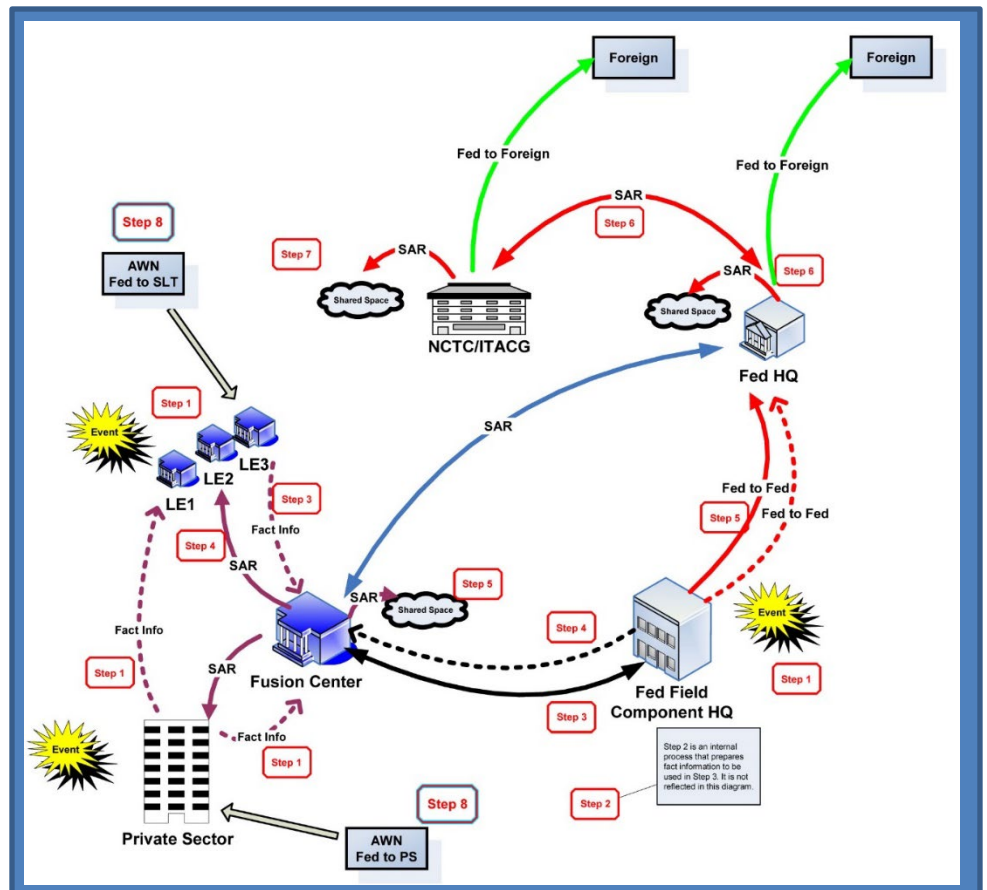 Foreign
Foreign
Fed to Foreign
Fed to Foreign
Step 8
AWN
Fed to SLT
SAR
Step 6
Step 7
SAR
Shared Space
NCTC/ITACG
SAR
Step 6
Shared Space
Fed HQ
Step 1
Event
LE3
LE2
LE1
Step 3
Fact Info
Step 4
SAR
SAR
Fed to Fed
Step 5
Fed to Fed
Fact Info
Step 1
SAR
Step 5
SAR
Shared Space
Fusion Center
Step 4
Step 3
Event
Step 1
Fed Field
Component HQ
Event
Fact Info
Step 1
Private Sector
Step 2 is an internal
process that prepares
fact information to be
used in Step 3. It is not
reflected in this diagram.
Step 2
Step 8
AWN
Fed to PS